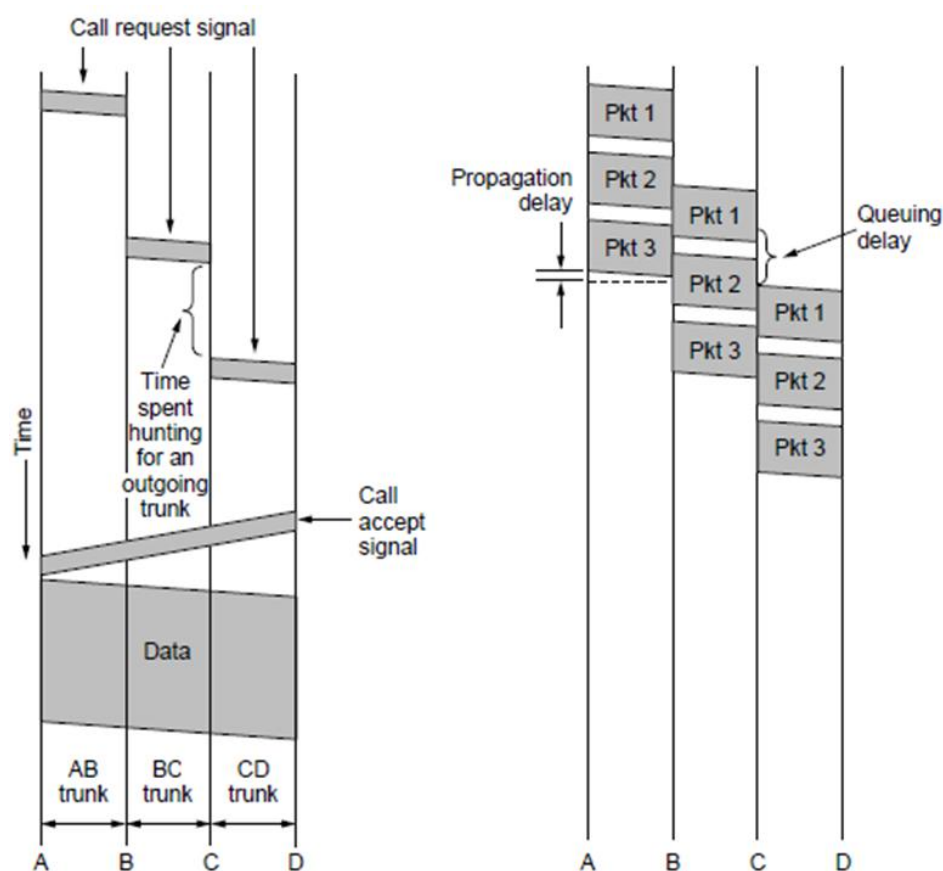 Call request signal
Time
Time
spent
hunting
for an
outgoing
trunk
Call
accept
signal
Data
AB
trunk
BC
trunk
CD
trunk
A
B
C
D
Pkt 1
Pkt 2
Pkt 3
Propagation
delay
Pkt 1
Pkt 2
Pkt 3
Queuing
delay
Pkt 1
Pkt 2
Pkt 3
A
B
C
D